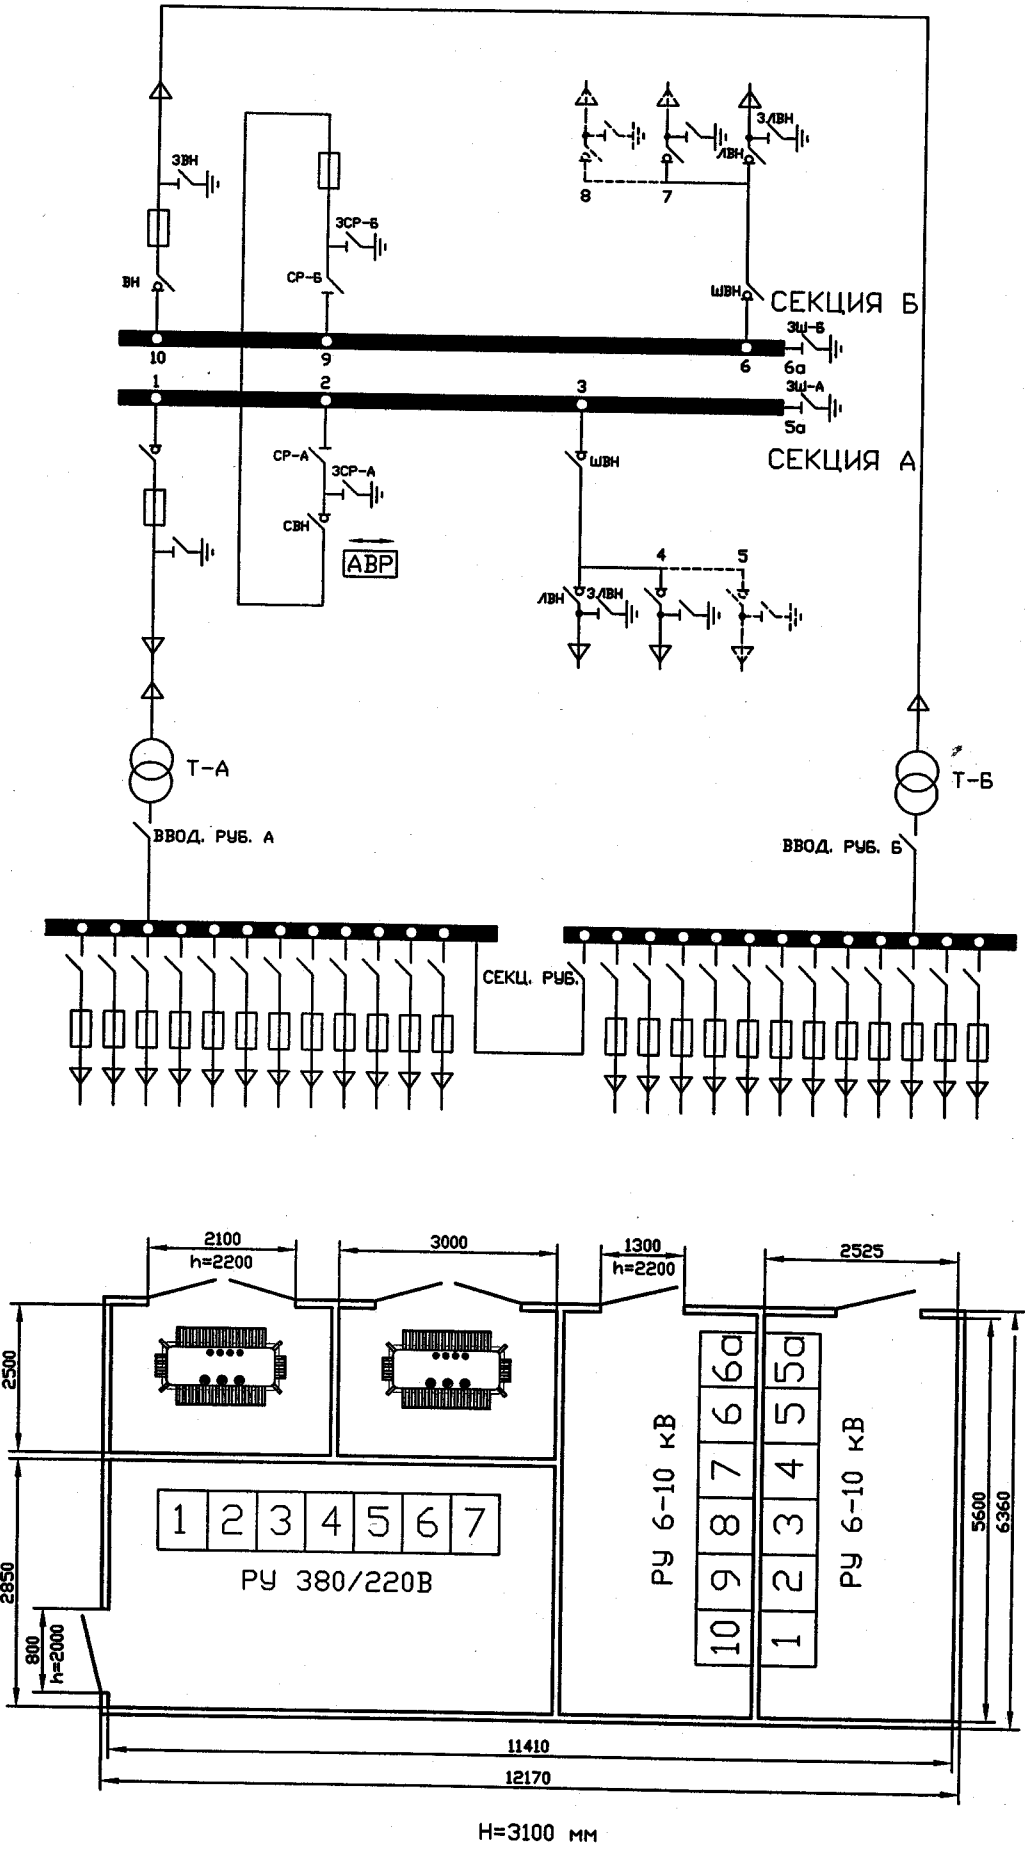 ЗВН
ВН
ЗСР-Б
СР-Б
8
7
ЗЛВН
ЛВН
ШВН
СЕКЦИЯ Б
ЗШ-Б
10
9
6
6а
1
2
3
ЗШ-А
5а
СЕКЦИЯ А
СР-А
ЗСР-А
СВН
АВР
ШВН
4
5
ЛВН
ЗЛВН
Т-А
Т-Б
ВВОД. РУБ. А
ВВОД. РУБ. Б
СЕКЦ. РУБ.
2100
h=2200
3000
1300
h=2200
2525
2500
2850
800
h=2000
1
2
3
4
5
6
7
РУ 380/220В
РУ 6-10 кВ
6а
6
7
8
9
10
5а
5
4
3
2
1
РУ 6-10 кВ
5600
6360
11410
12170
Н=3100 мм